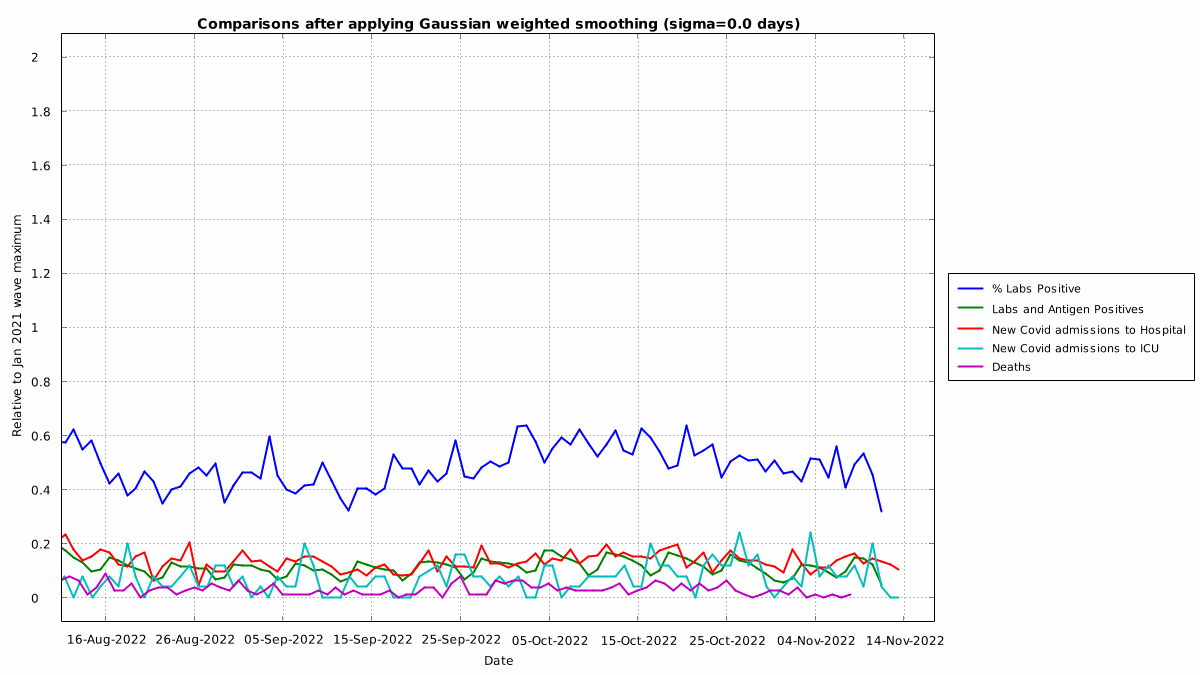 Comparisons after applying Gaussian weighted smoothing (sigma=0.0 days)
Relative to Jan 2021 wave maximum
2
1.8
1.6
1.4
1.2
1
0.8
0.6
0.4
0.2
0
16-Aug-2022 26-Aug-2022 05-Sep-2022 15-Sep-2022 25-Sep-2022 05-Oct-2022 15-Oct-2022 25-Oct-2022 04-Nov-2022 14-Nov-2022
Date
% Labs Positive
Labs and Antigen Positives
New Covid admissions to Hospital
New Covid admissions to ICU
Deaths